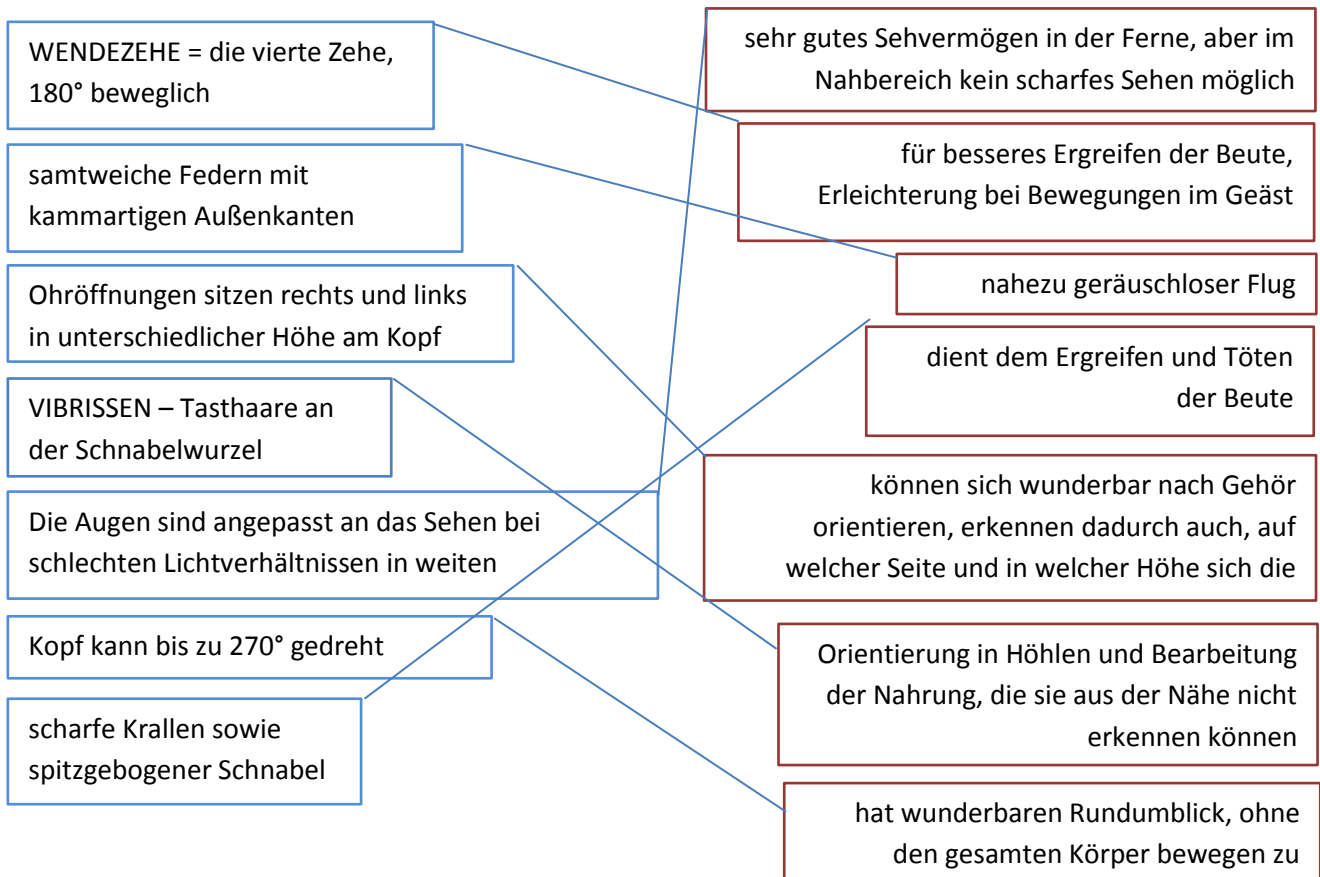 WENDEZEHE = die vierte Zehe,
180° beweglich
samtweiche Federn mit
kammartigen Außenkanten
Ohröffnungen sitzen rechts und links
in unterschiedlicher Höhe am Kopf
VIBRISSEN – Tasthaare an
der Schnabelwurzel
Die Augen sind angepasst an das Sehen bei
schlechten Lichtverhältnissen in weiten
Kopf kann bis zu 270° gedreht
scharfe Krallen sowie
spitzgebogener Schnabel
sehr gutes Sehvermögen in der Ferne, aber im
Nahbereich kein scharfes Sehen möglich
für besseres Ergreifen der Beute,
Erleichterung bei Bewegungen im Geäst
nahezu geräuschloser Flug
dient dem Ergreifen und Töten
der Beute
können sich wunderbar nach Gehör
orientieren, erkennen dadurch auch, auf
welcher Seite und in welcher Höhe sich die
Orientierung in Höhlen und Bearbeitung
der Nahrung, die sie aus der Nähe nicht
erkennen können
hat wunderbaren Rundumblick, ohne
den gesamten Körper bewegen zu